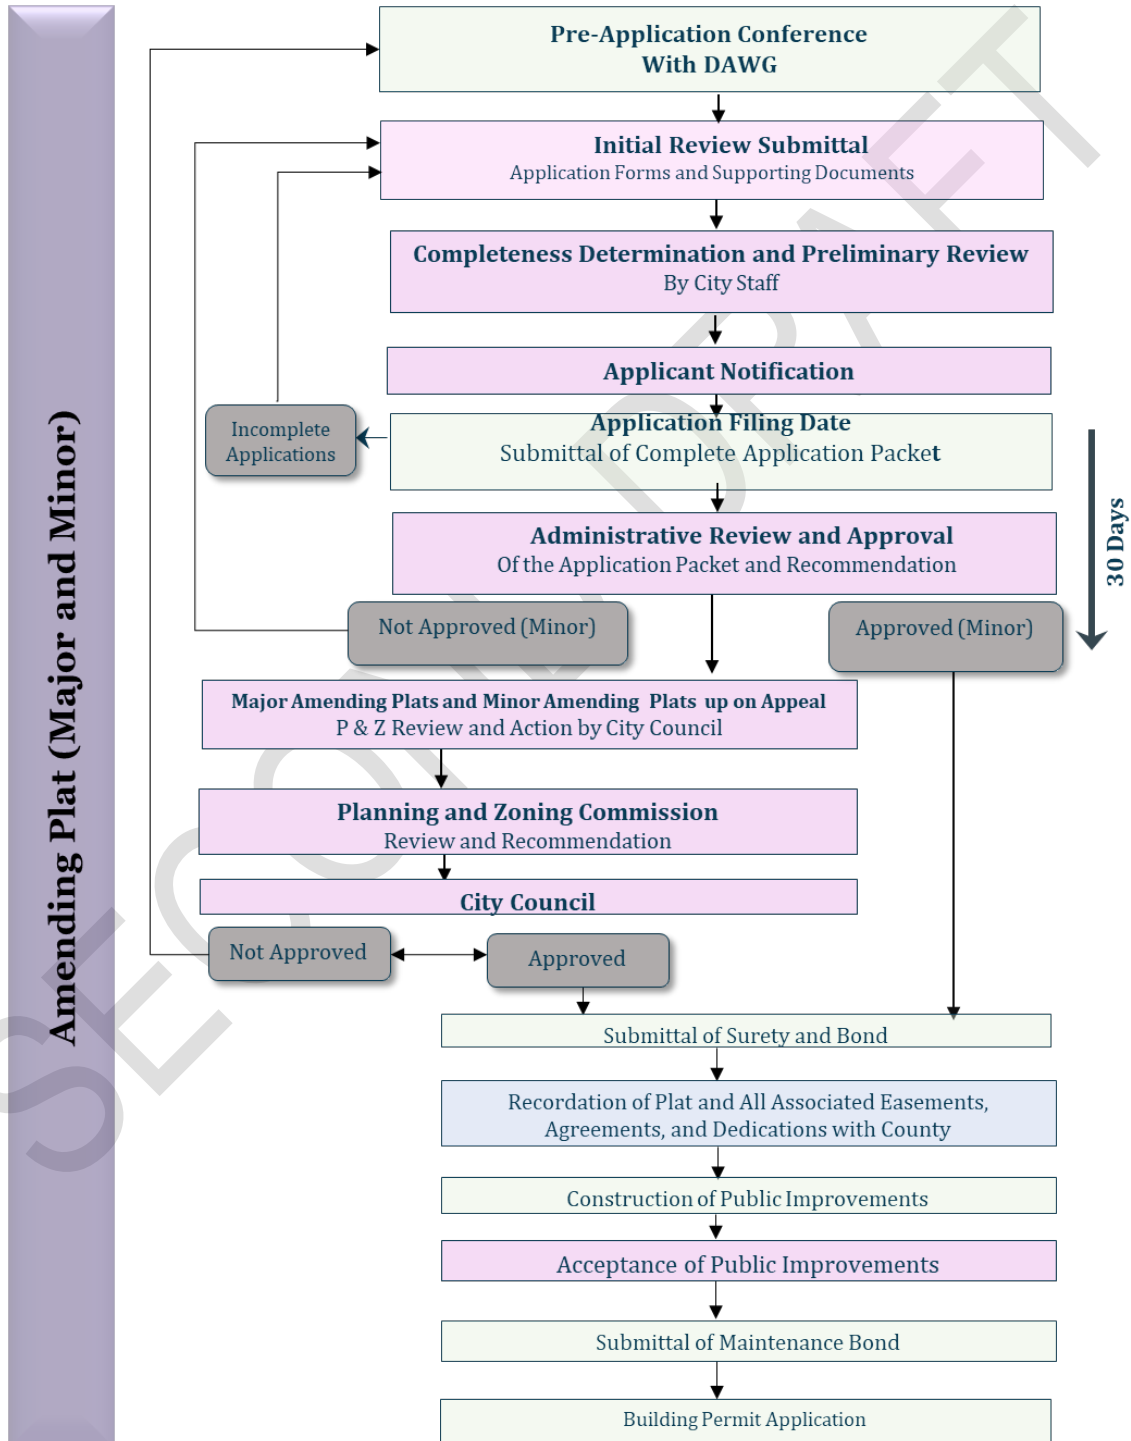 Amending Plat (Major and Minor)
Pre-Application Conference
With DAWG
Initial Review Submittal
Application Forms and Supporting Documents
Completeness Determination and Preliminary Review
By City Staff
Applicant Notification
Application Filing Date
Submittal of Complete Application Packet
Incomplete
Applications
30 Days
Administrative Review and Approval
Of the Application Packet and Recommendation
Not Approved (Minor)
Approved (Minor)
Major Amending Plats and Minor Amending Plats up on Appeal
P & Z Review and Action by City Council
Planning and Zoning Commission
Review and Recommendation
City Council
Not Approved
Approved
Submittal of Surety and Bond
Recordation of Plat and All Associated Easements,
Agreements, and Dedications with County
Construction of Public Improvements
Acceptance of Public Improvements
Submittal of Maintenance Bond
Building Permit Application
SECOND DRAFT